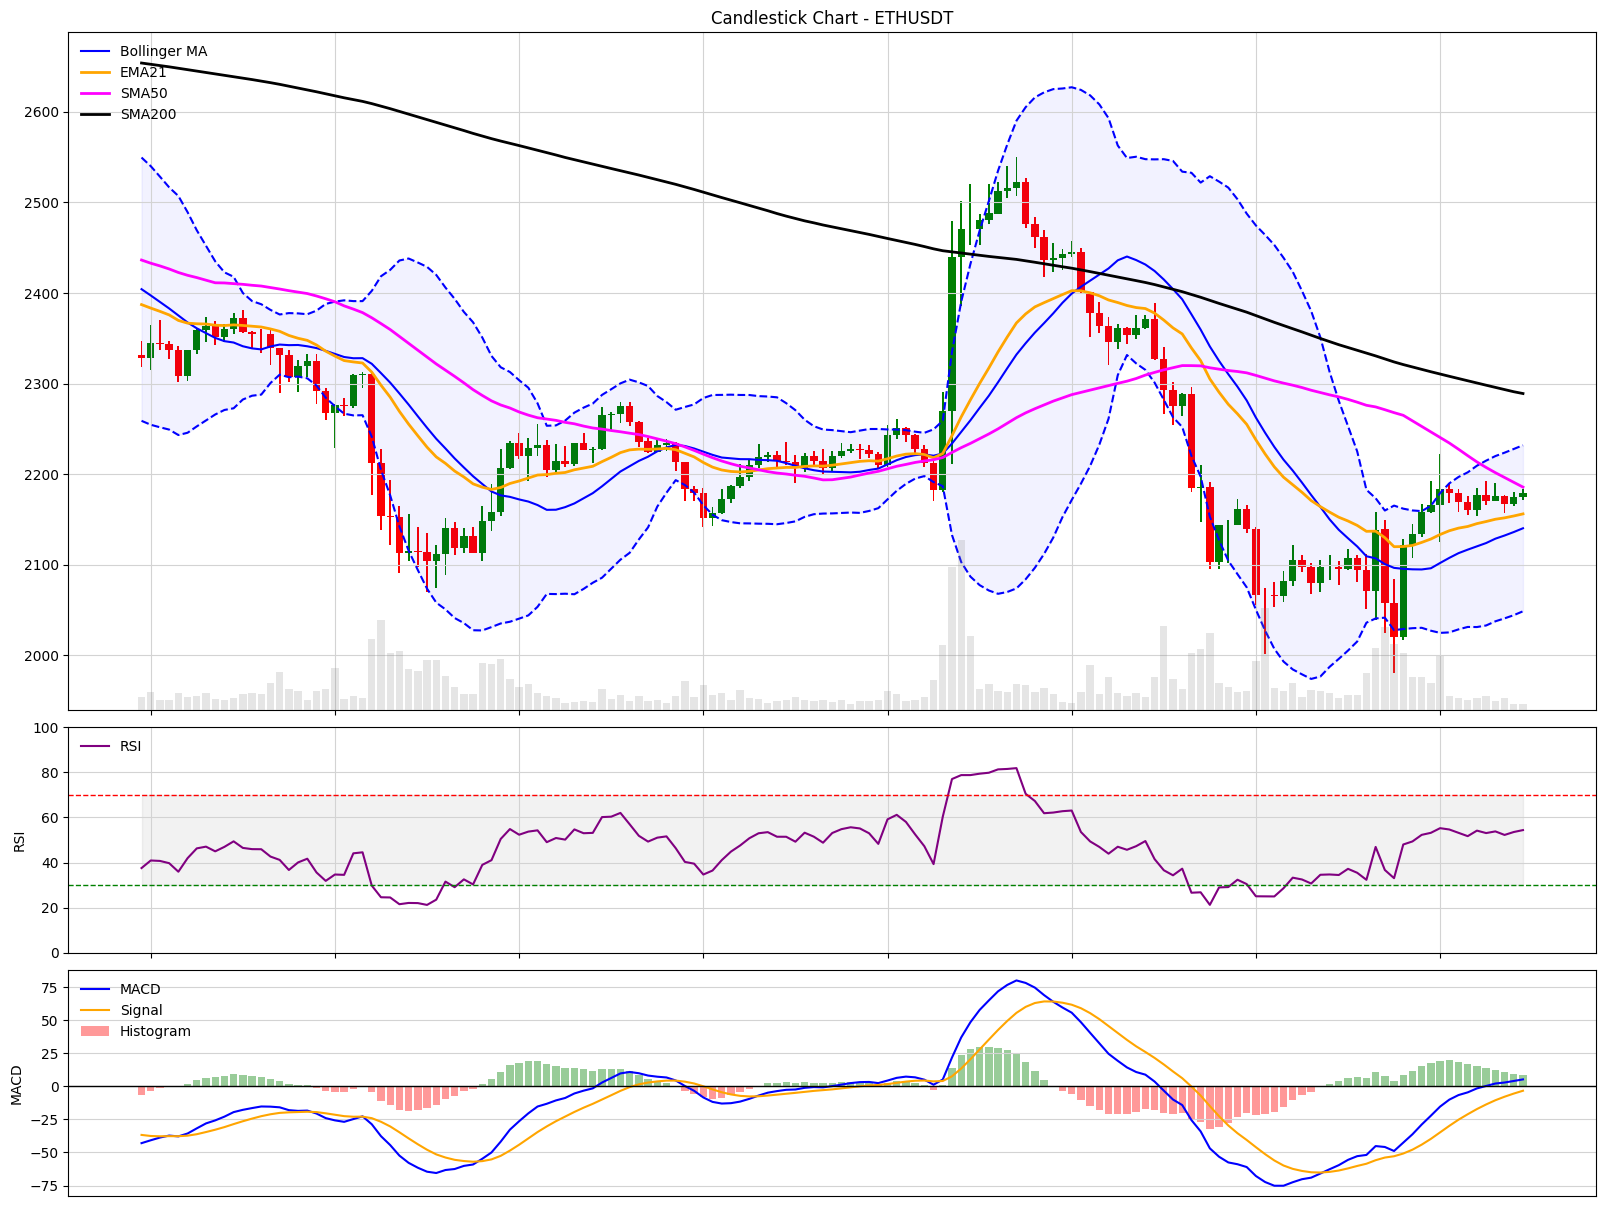 Candlestick Chart - ETHUSDT
Bollinger MA
EMA21
SMA50
SMA200
2600
2500
2400
2300
2200
2100
2000
RSI
100
80
60
40
20
0
RSI
MACD
Signal
Histogram
75
50
25
0
−25
−50
−75
MACD